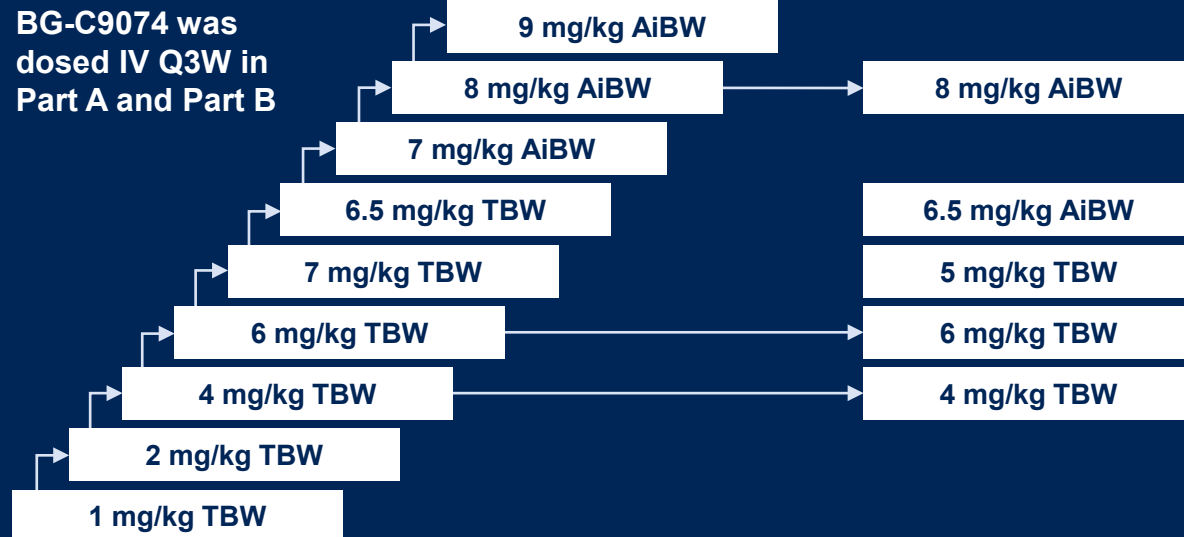 BG-C9074 was
dosed IV Q3W in
Part A and Part B
9 mg/kg AiBW
8 mg/kg AiBW
8 mg/kg AiBW
7 mg/kg AiBW
6.5 mg/kg TBW
6.5 mg/kg AiBW
7 mg/kg TBW
5 mg/kg TBW
6 mg/kg TBW
6 mg/kg TBW
4 mg/kg TBW
4 mg/kg TBW
2 mg/kg TBW
1 mg/kg TBW